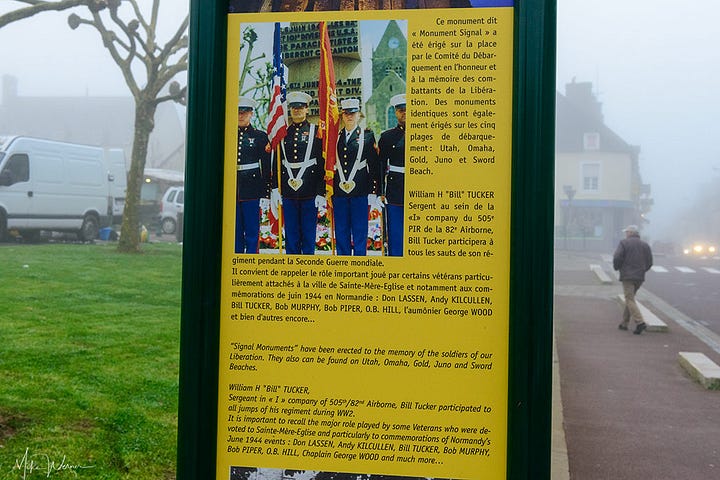 6 JUNE 1944
101 DIVISION U.S.A.
DE PARACHUTISTES
LIBERENT CARENTAN
Ce monument dit
« Monument Signal » a
été érigé sur la place
par le Comité du Débar-
quement en l'honneur et
à la mémoire des com-
battants de la Libéra-
tion. Des monuments
identiques sont égale-
ment érigés sur les cinq
plages de débarque-
ment : Utah, Omaha,
Gold, Juno et Sword
Beach.
William H "Bill" TUCKER
Sergent au sein de la
«I» company du 505e
PIR de la 82e Airborne,
Bill Tucker participera à
tous les sauts de son ré-
giment pendant la Seconde Guerre mondiale.
Il convient de rappeler le rôle important joué par certains vétérans particu-
lièrement attachés à la ville de Sainte-Mère-Eglise et notamment aux com-
mémorations de juin 1944 en Normandie : Don LASSEN, Andy KILCULLEN,
Bill TUCKER, Bob MURPHY, Bob PIPER, O.B. HILL, l'aumônier George WOOD
et bien d'autres encore...
"Signal Monuments" have been erected to the memory of the soldiers of our
Liberation. They also can be found on Utah, Omaha, Gold, Juno and Sword
Beaches.
William H "Bill" TUCKER,
Sergeant in « I » company of 505th/82nd Airborne, Bill Tucker participated to
all jumps of his regiment during WW2.
It is important to recall the major role played by some Veterans who were de-
voted to Sainte-Mère-Eglise and particularly to commemorations of Normandy's
June 1944 events : Don LASSEN, Andy KILCULLEN, Bill TUCKER, Bob MURPHY,
Bob PIPER, O.B. HILL, Chaplain George WOOD and much more...
Mike Werner